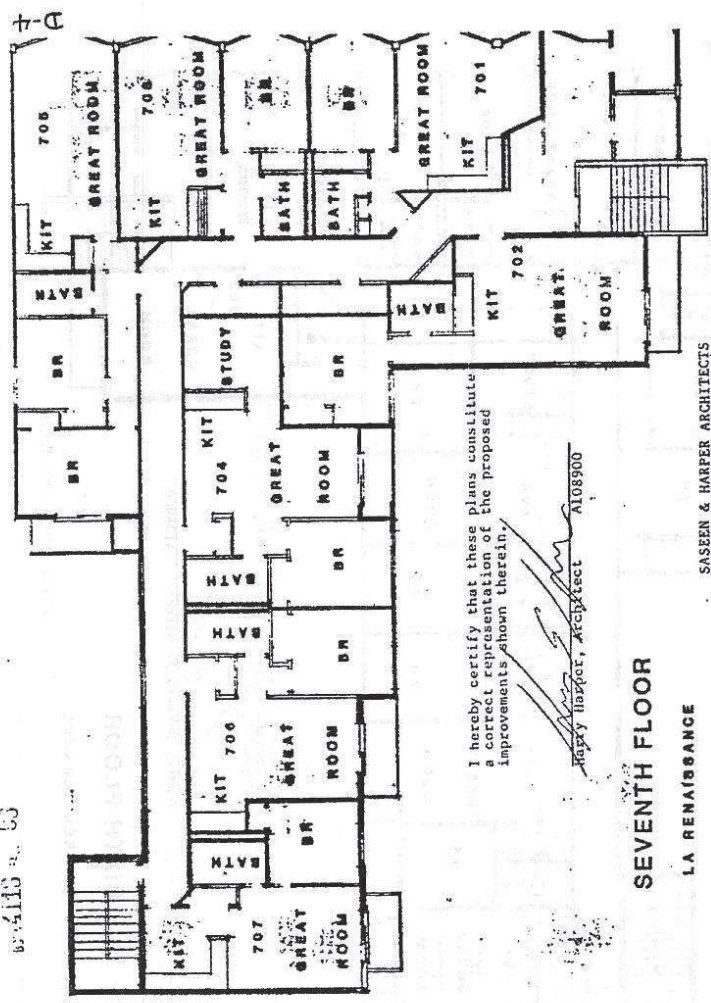 D-4
705
GREAT ROOM
KIT
BATH
BR
BR
703
GREAT ROOM
KIT
BR
BATH
BR
BATH
GREAT ROOM
701
KIT
STUDY
BR
KIT
704
GREAT
ROOM
BATH
BR
BATH
KIT
702
GREAT
ROOM
BATH
BR
KIT
706
GREAT
ROOM
BATH
BR
KIT
707
GREAT
ROOM
I hereby certify that these plans constitute
a correct representation of the proposed
improvements shown therein.
Harry Harper, Architect A108900
SEVENTH FLOOR
LA RENAISSANCE
SASEEN & HARPER ARCHITECTS